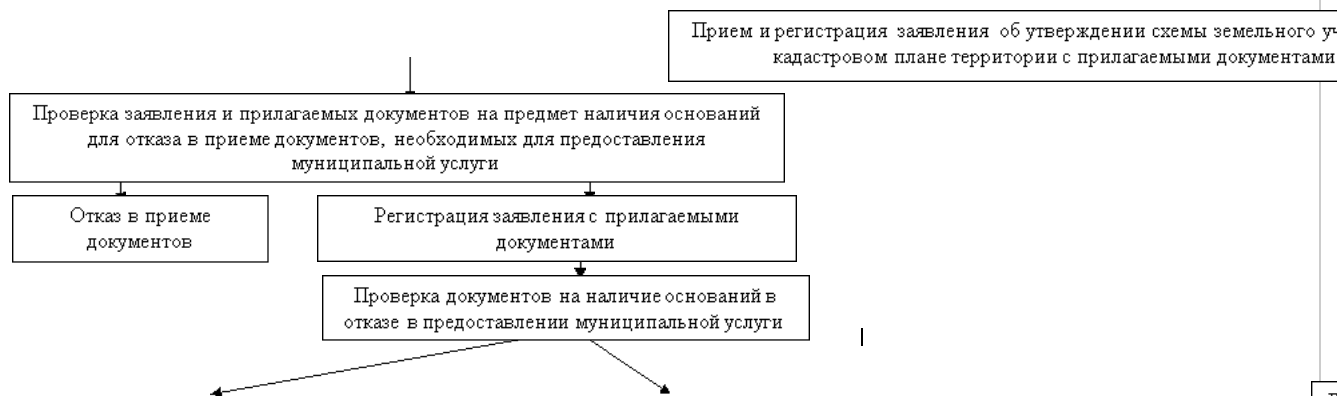 Прием и регистрация заявления об утверждении схемы земельного
кадастровом плане территории с прилагаемыми документами
Проверка заявления и прилагаемых документов на предмет наличия оснований
для отказа в приеме документов, необходимых для предоставления
муниципальной услуги
Отказ в приеме
документов
Регистрация заявления с прилагаемыми
документами
Проверка документов на наличие оснований в
отказе в предоставлении муниципальной услуги